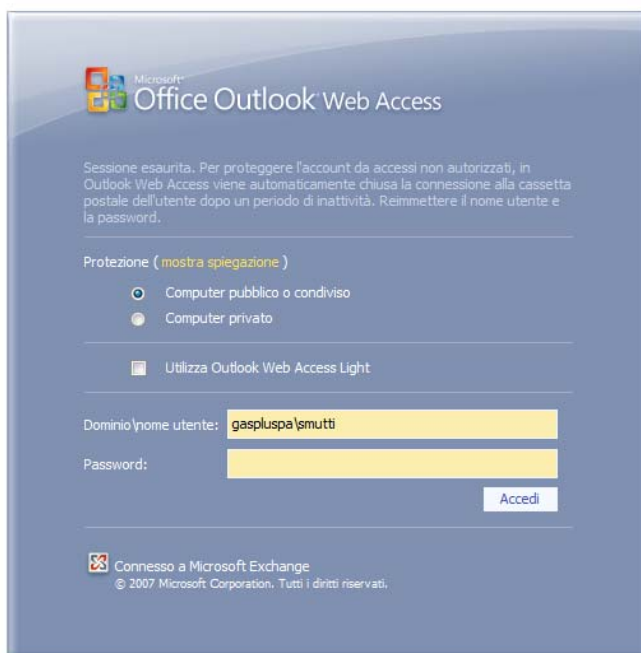 Microsoft®
Office Outlook® Web Access
Sessione esaurita. Per proteggere l'account da accessi non autorizzati, in
Outlook Web Access viene automaticamente chiusa la connessione alla cassetta
postale dell'utente dopo un periodo di inattività. Reimmettere il nome utente e
la password.
Protezione ( mostra spiegazione )
Computer pubblico o condiviso
Computer privato
Utilizza Outlook Web Access Light
Dominio\nome utente: gaspluspa\smutti
Password:
Accedi
Connesso a Microsoft Exchange
© 2007 Microsoft Corporation. Tutti i diritti riservati.